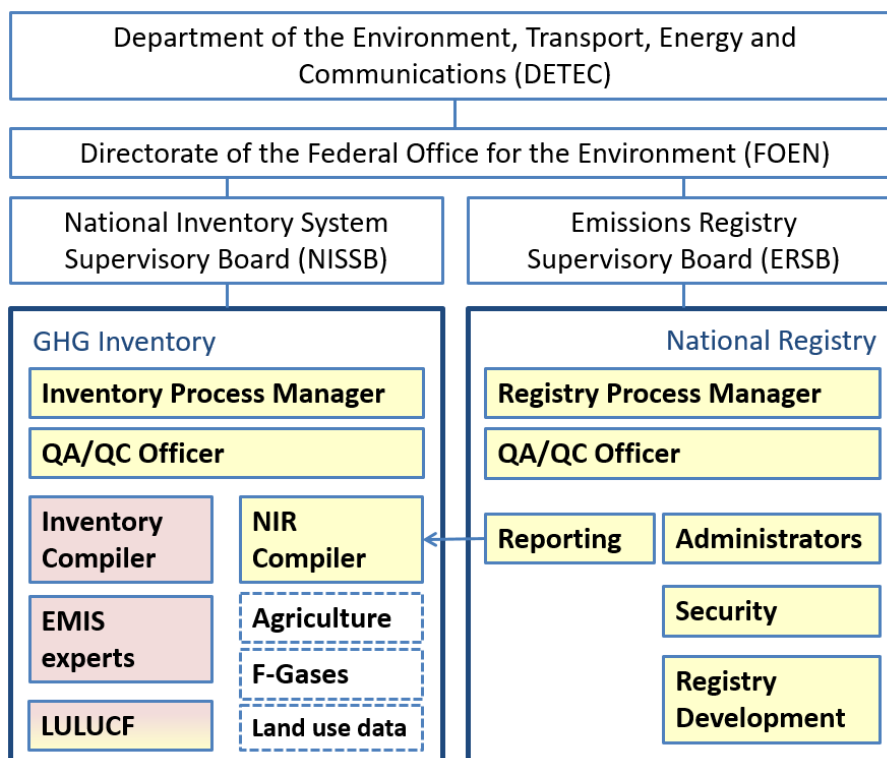 Department of the Environment, Transport, Energy and
Communications (DETEC)
Directorate of the Federal Office for the Environment (FOEN)
National Inventory System
Supervisory Board (NISSB)
Emissions Registry
Supervisory Board (ERSB)
GHG Inventory
Inventory Process Manager
QA/QC Officer
Inventory
Compiler
NIR
Compiler
EMIS
experts
Agriculture
F-Gases
LULUCF
Land use data
National Registry
Registry Process Manager
QA/QC Officer
Reporting
Administrators
Security
Registry
Development